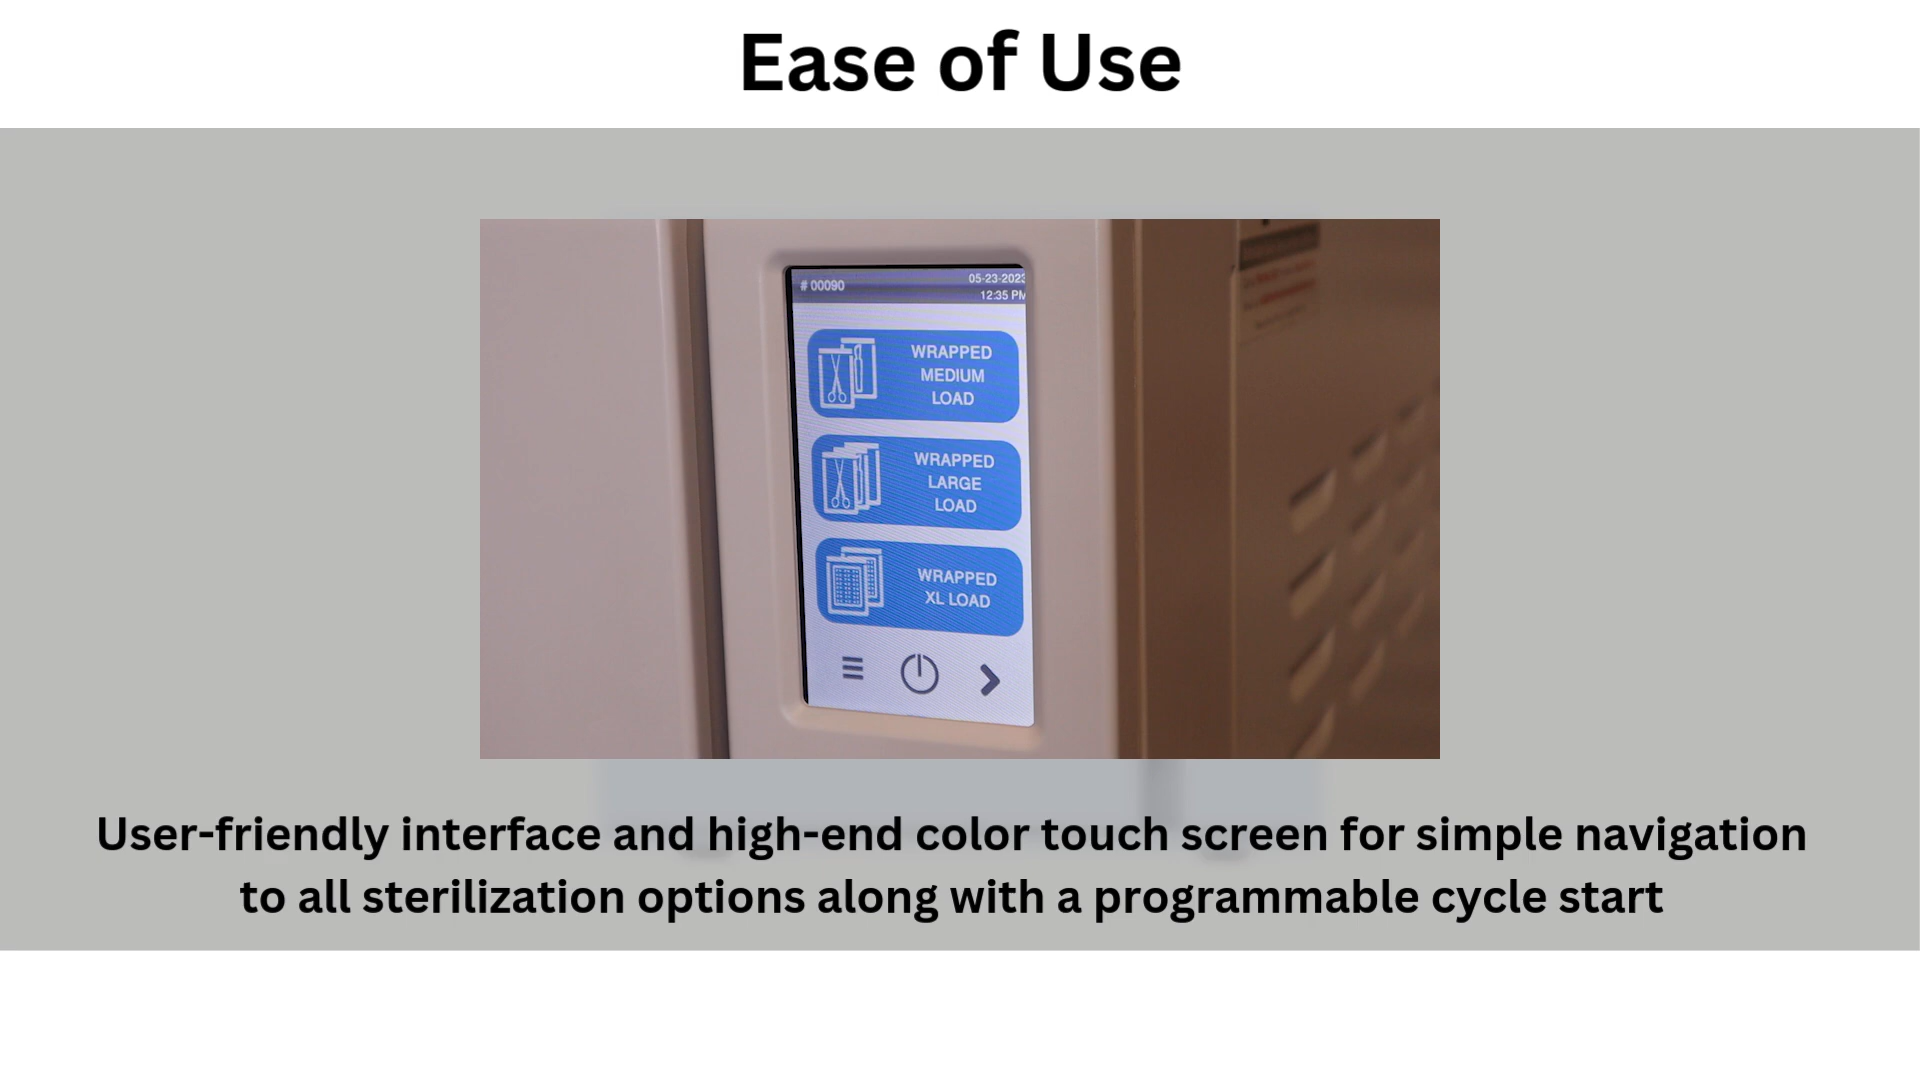 Ease of Use
# 00090
05-23-2023
12:35 PM
WRAPPED
MEDIUM
LOAD
WRAPPED
LARGE
LOAD
WRAPPED
XL LOAD
User-friendly interface and high-end color touch screen for simple navigation
to all sterilization options along with a programmable cycle start